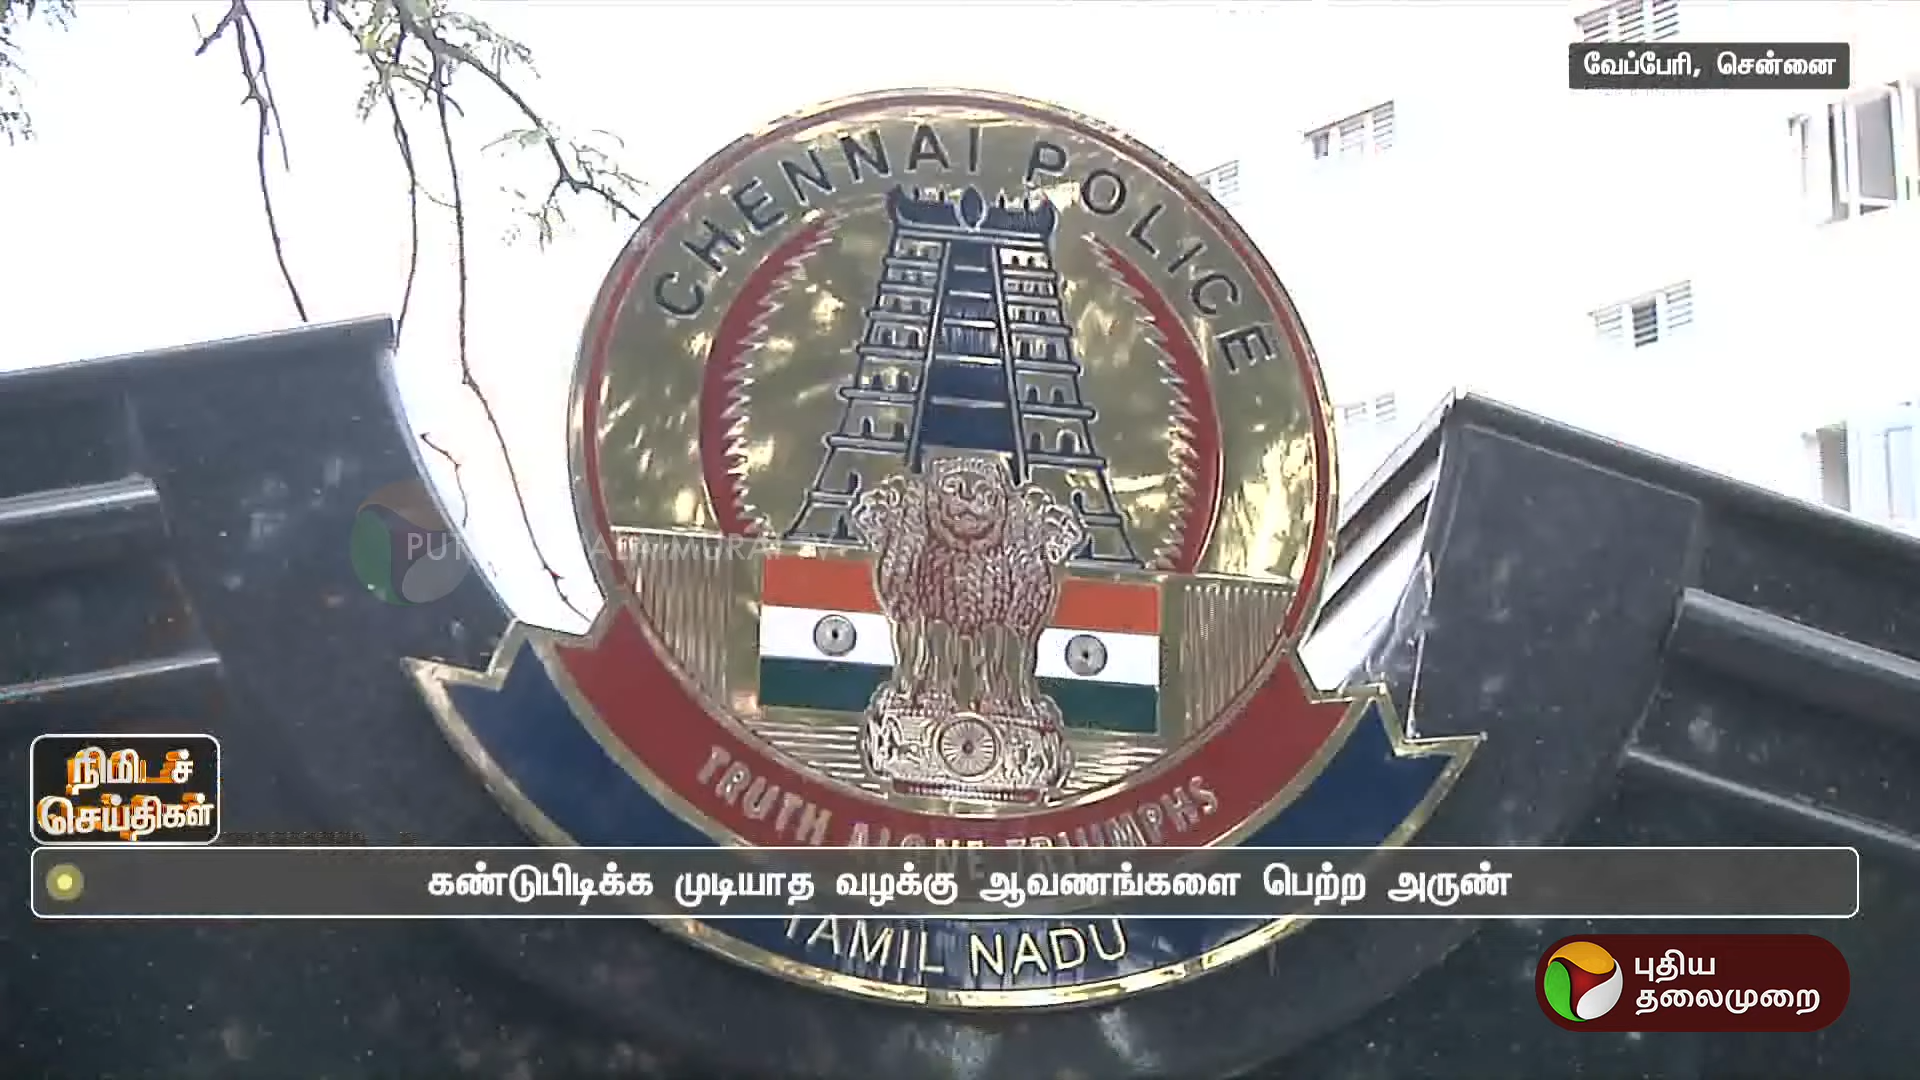 வேப்பேரி, சென்னை
CHENNAI POLICE
TRUTH ALONE TRIUMPHS
நிமிடச்
செய்திகள்
கண்டுபிடிக்க முடியாத வழக்கு ஆவணங்களை பெற்ற அருண்
TAMIL NADU
புதிய
தலைமுறை